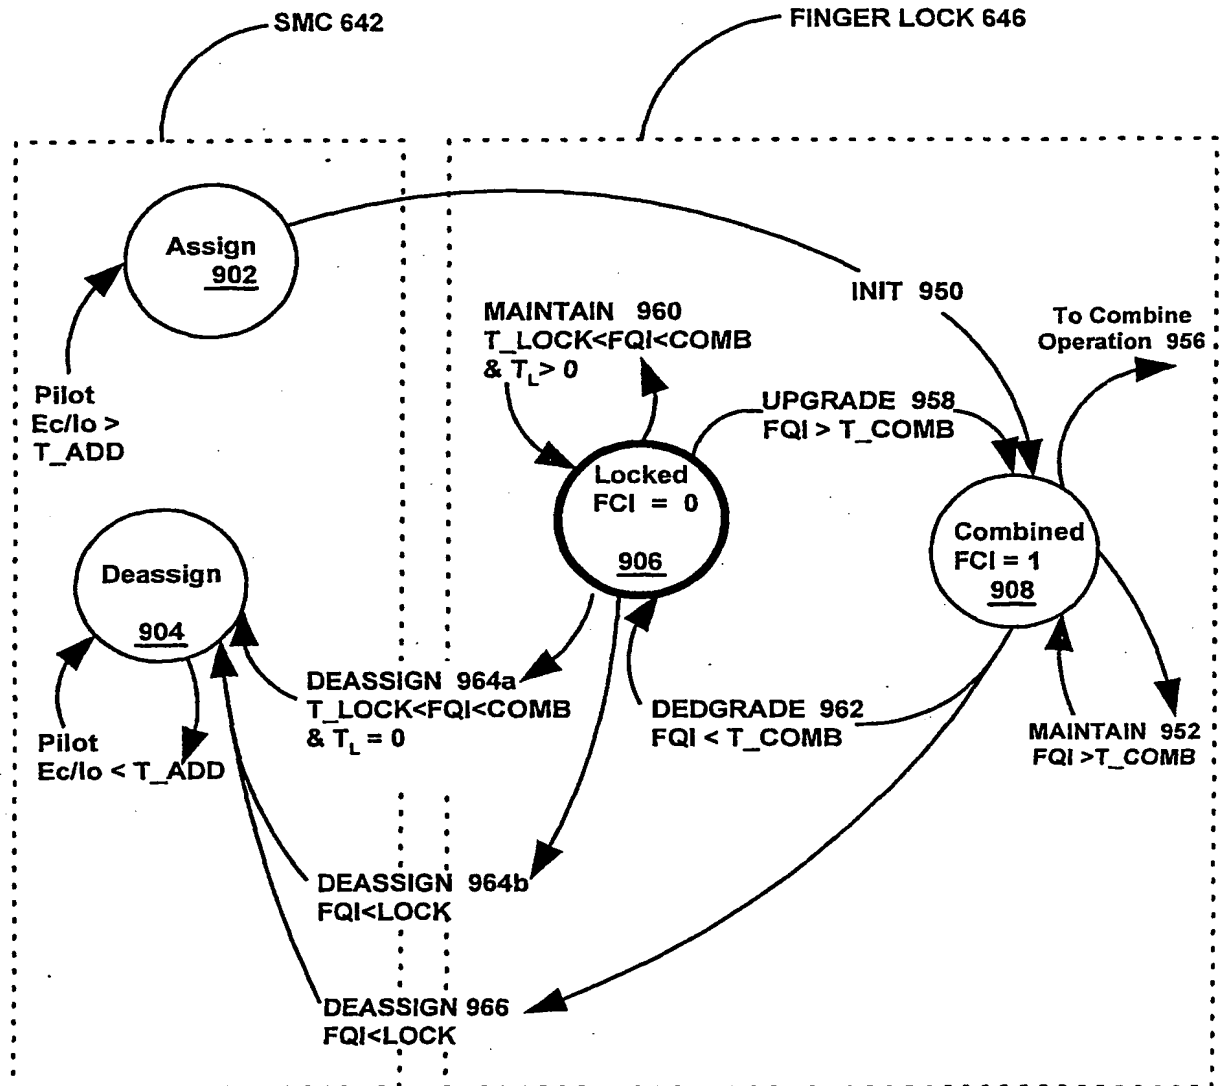 SMC 642
FINGER LOCK 646
Assign
902
INIT 950
MAINTAIN 960
T_LOCK<FQI<COMB
& TL> 0
To Combine
Operation 956
Pilot
Ec/Io >
T_ADD
UPGRADE 958
FQI > T_COMB
Locked
FCI = 0
906
Combined
FCI = 1
908
Deassign
904
DEASSIGN 964a
T_LOCK<FQI<COMB
& TL = 0
DEDGRADE 962
FQI < T_COMB
MAINTAIN 952
FQI >T_COMB
Pilot
Ec/Io < T_ADD
DEASSIGN 964b
FQI<LOCK
DEASSIGN 966
FQI<LOCK